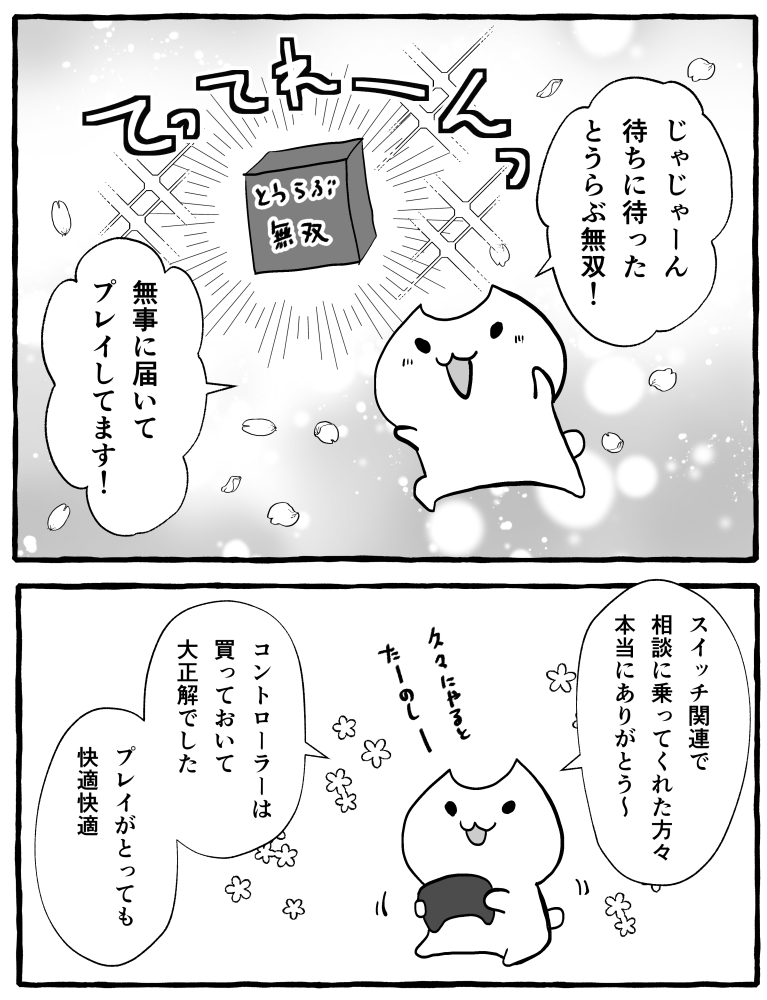 てってれーんっ
じゃじゃーん
待ちに待った
とうらぶ無双！
とうらぶ
無双
無事に届いて
プレイしてます！
スイッチ関連で
相談に乗ってくれた方々
本当にありがとう～
久々にやると
たーのしー
コントローラーは
買っておいて
大正解でした
プレイがとっても
快適快適